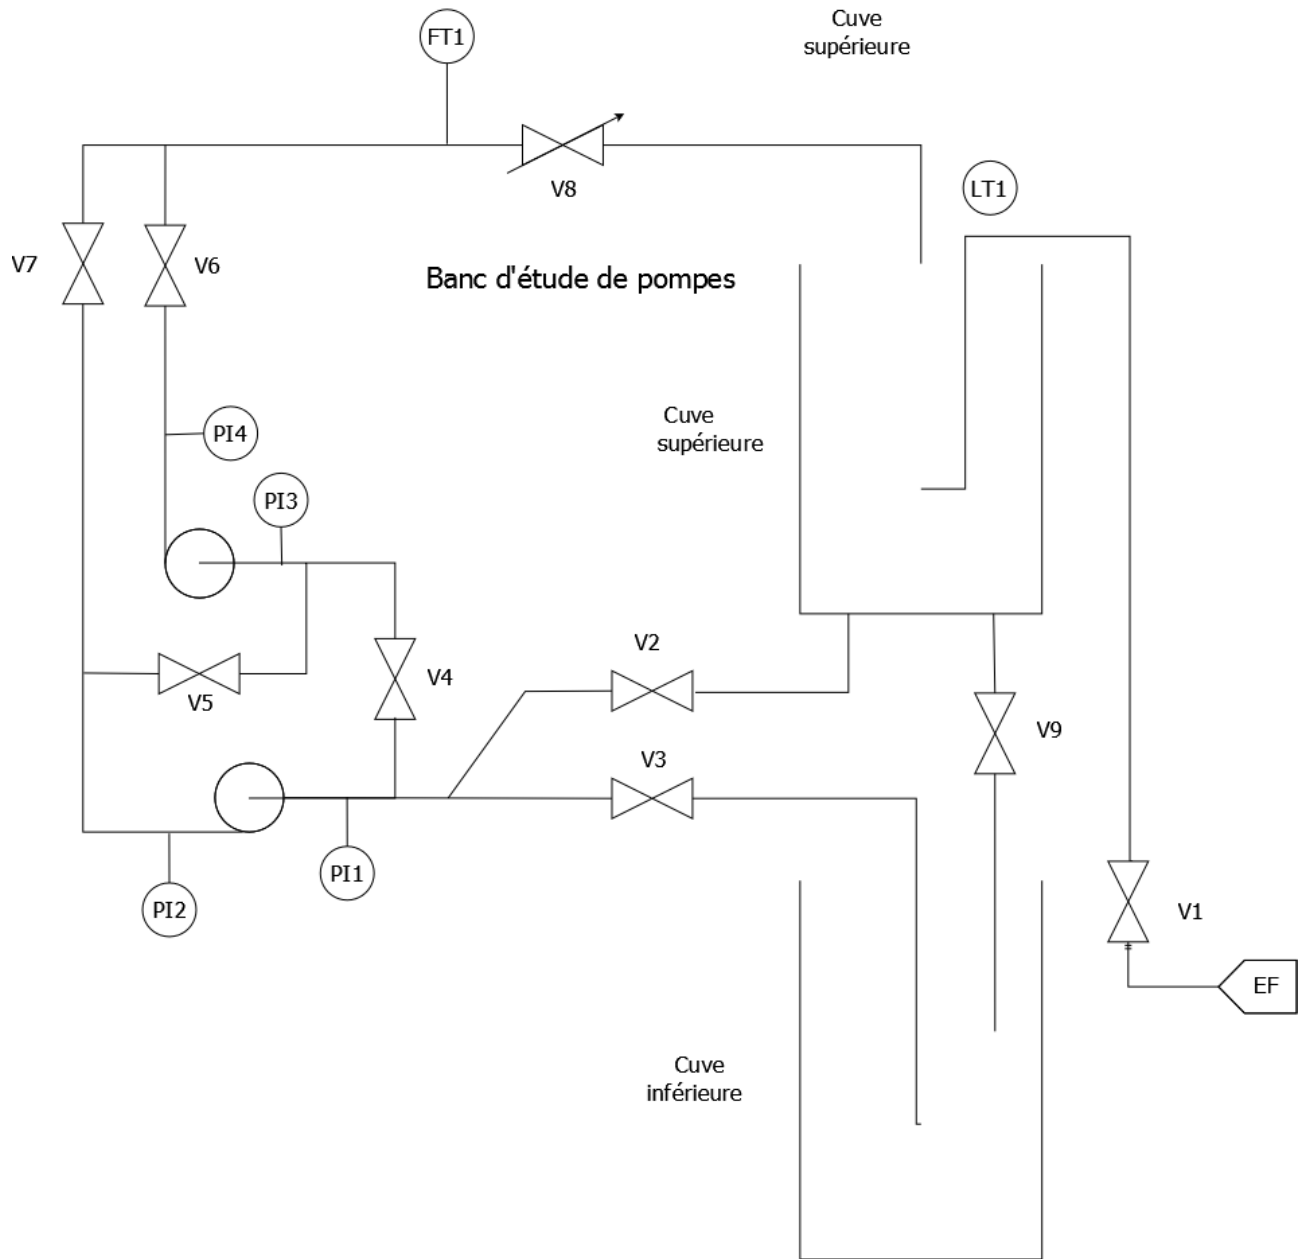 Cuve
supérieure
FT1
V8
LT1
V7
V6
Banc d'étude de pompes
Cuve
supérieure
PI4
PI3
V2
V4
V5
V9
V3
PI1
PI2
V1
EF
Cuve
inférieure